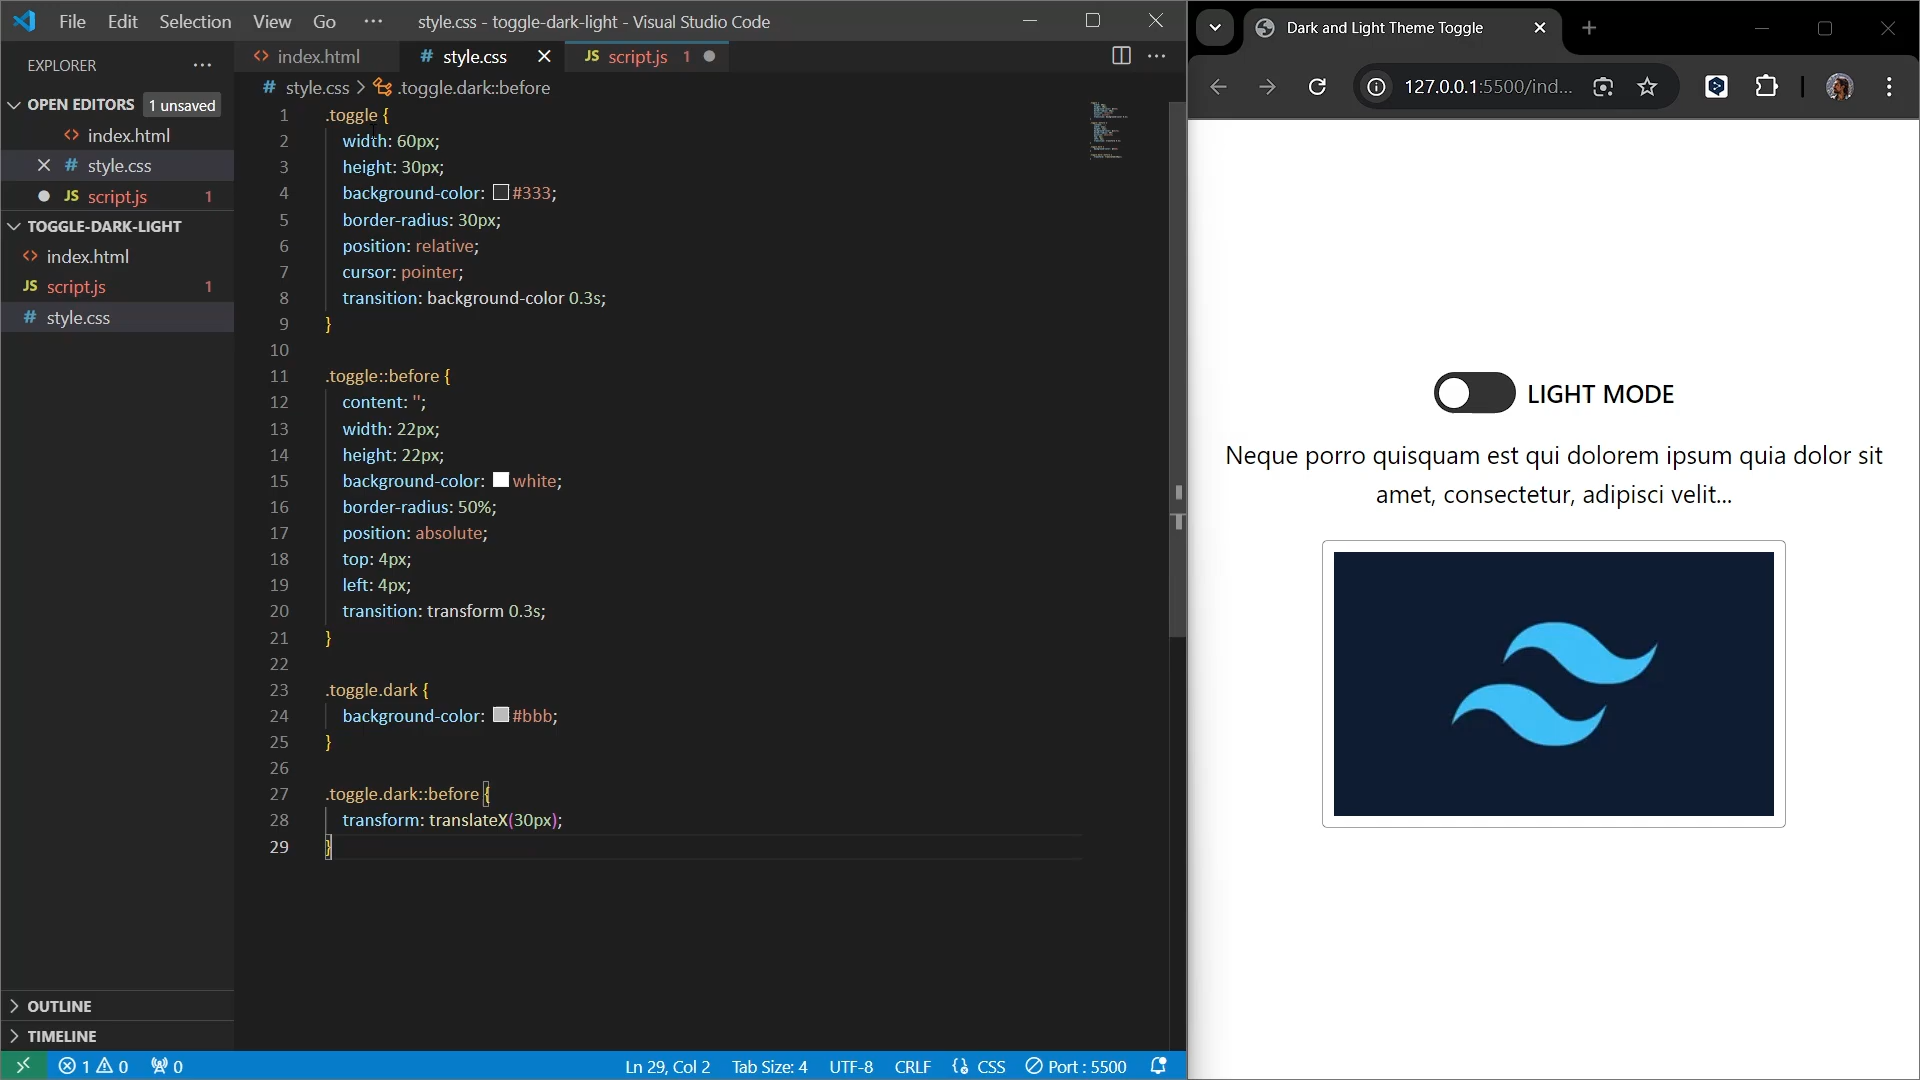 File Edit Selection View Go ··· style.css - toggle-dark-light - Visual Studio Code
EXPLORER ···
OPEN EDITORS 1 unsaved
<> index.html
# style.css
JS script.js 1
TOGGLE-DARK-LIGHT
<> index.html
JS script.js 1
# style.css
OUTLINE
TIMELINE
<> index.html # style.css JS script.js 1
# style.css > .toggle.dark::before
1 .toggle {
2 width: 60px;
3 height: 30px;
4 background-color: #333;
5 border-radius: 30px;
6 position: relative;
7 cursor: pointer;
8 transition: background-color 0.3s;
9 }
10
11 .toggle::before {
12 content: '';
13 width: 22px;
14 height: 22px;
15 background-color: white;
16 border-radius: 50%;
17 position: absolute;
18 top: 4px;
19 left: 4px;
20 transition: transform 0.3s;
21 }
22
23 .toggle.dark {
24 background-color: #bbb;
25 }
26
27 .toggle.dark::before {
28 transform: translateX(30px);
29 }
1 0 0 Ln 29, Col 2 Tab Size: 4 UTF-8 CRLF {} CSS Port : 5500
Dark and Light Theme Toggle
127.0.0.1:5500/ind...
LIGHT MODE
Neque porro quisquam est qui dolorem ipsum quia dolor sit
amet, consectetur, adipisci velit...